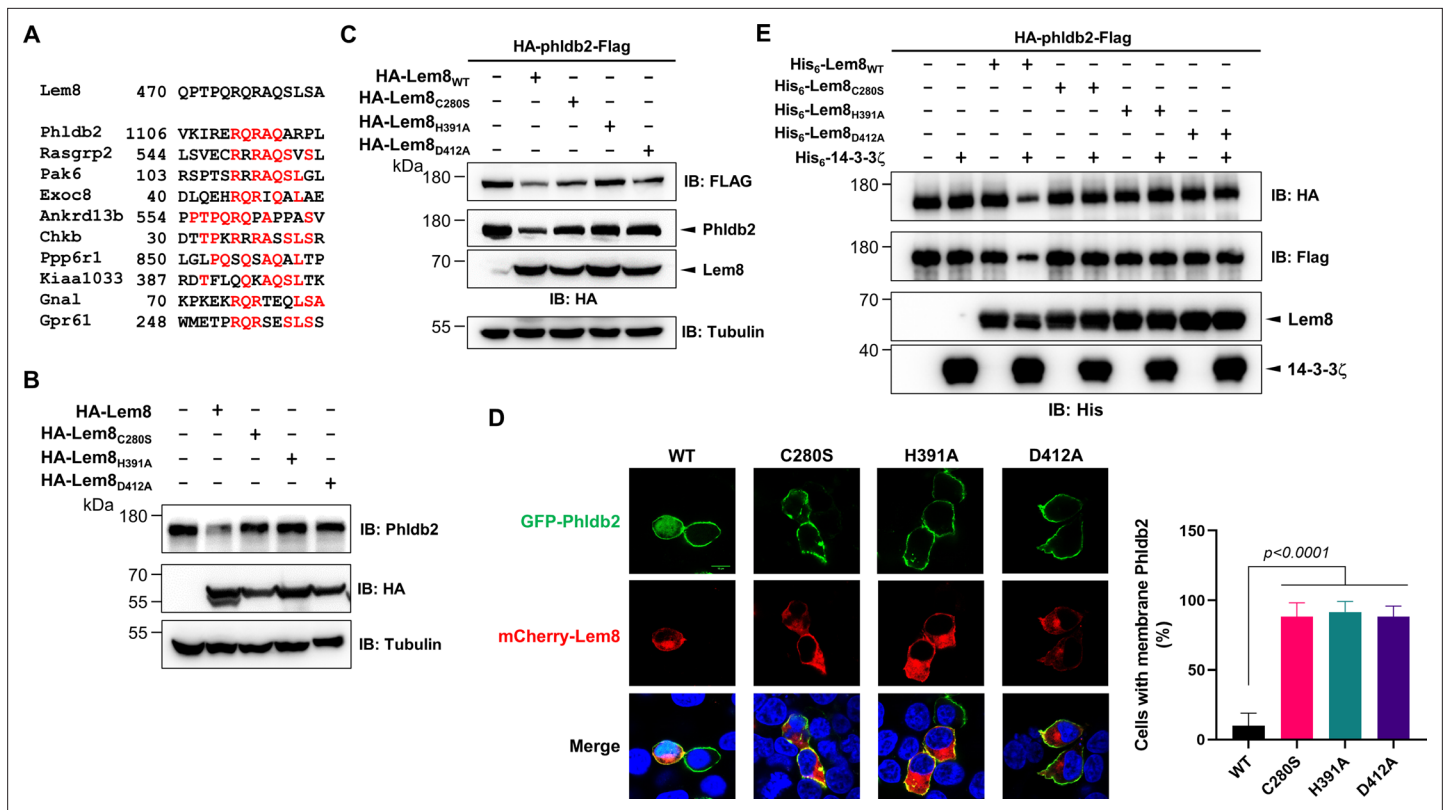 A
Lem8 470 QPTPQRQRAQSLSA
Phldb2 1106 VKIRERQRAQARPL
Rasgrp2 544 LSVECRRRAQSVSL
Pak6 103 RSPTSRRRAQSLGL
Exoc8 40 DLQEHRQRIQALAE
Ankrd13b 554 PPTPQRQPAPPASV
Chkb 30 DTTPKRRRASSLSR
Ppp6r1 850 LGLPQSQSAQALTP
Kiaa1033 387 RDTFLQQKAQSLTK
Gnal 70 KPKEKRQRTEQLSA
Gpr61 248 WMETPRQRSESLSS
B
HA-Lem8 – + – – –
HA-Lem8C280S – – + – –
HA-Lem8H391A – – – + –
HA-Lem8D412A – – – – +
kDa
180
IB: Phldb2
70
55
IB: HA
55
IB: Tubulin
C
HA-phldb2-Flag
HA-Lem8WT – + – – –
HA-Lem8C280S – – + – –
HA-Lem8H391A – – – + –
HA-Lem8D412A – – – – +
kDa
180
IB: FLAG
180
Phldb2
70
Lem8
IB: HA
55
IB: Tubulin
D
WT C280S H391A D412A
GFP-Phldb2
mCherry-Lem8
Merge
Cells with membrane Phldb2
(%)
150
100
50
0
p<0.0001
WT C280S H391A D412A
E
HA-phldb2-Flag
His6-Lem8WT – – + + – – – – – –
His6-Lem8C280S – – – – + + – – – –
His6-Lem8H391A – – – – – – + + – –
His6-Lem8D412A – – – – – – – – + +
His6-14-3-3ζ – + – + – + – + – +
180
IB: HA
180
IB: Flag
70
Lem8
40
14-3-3ζ
IB: His